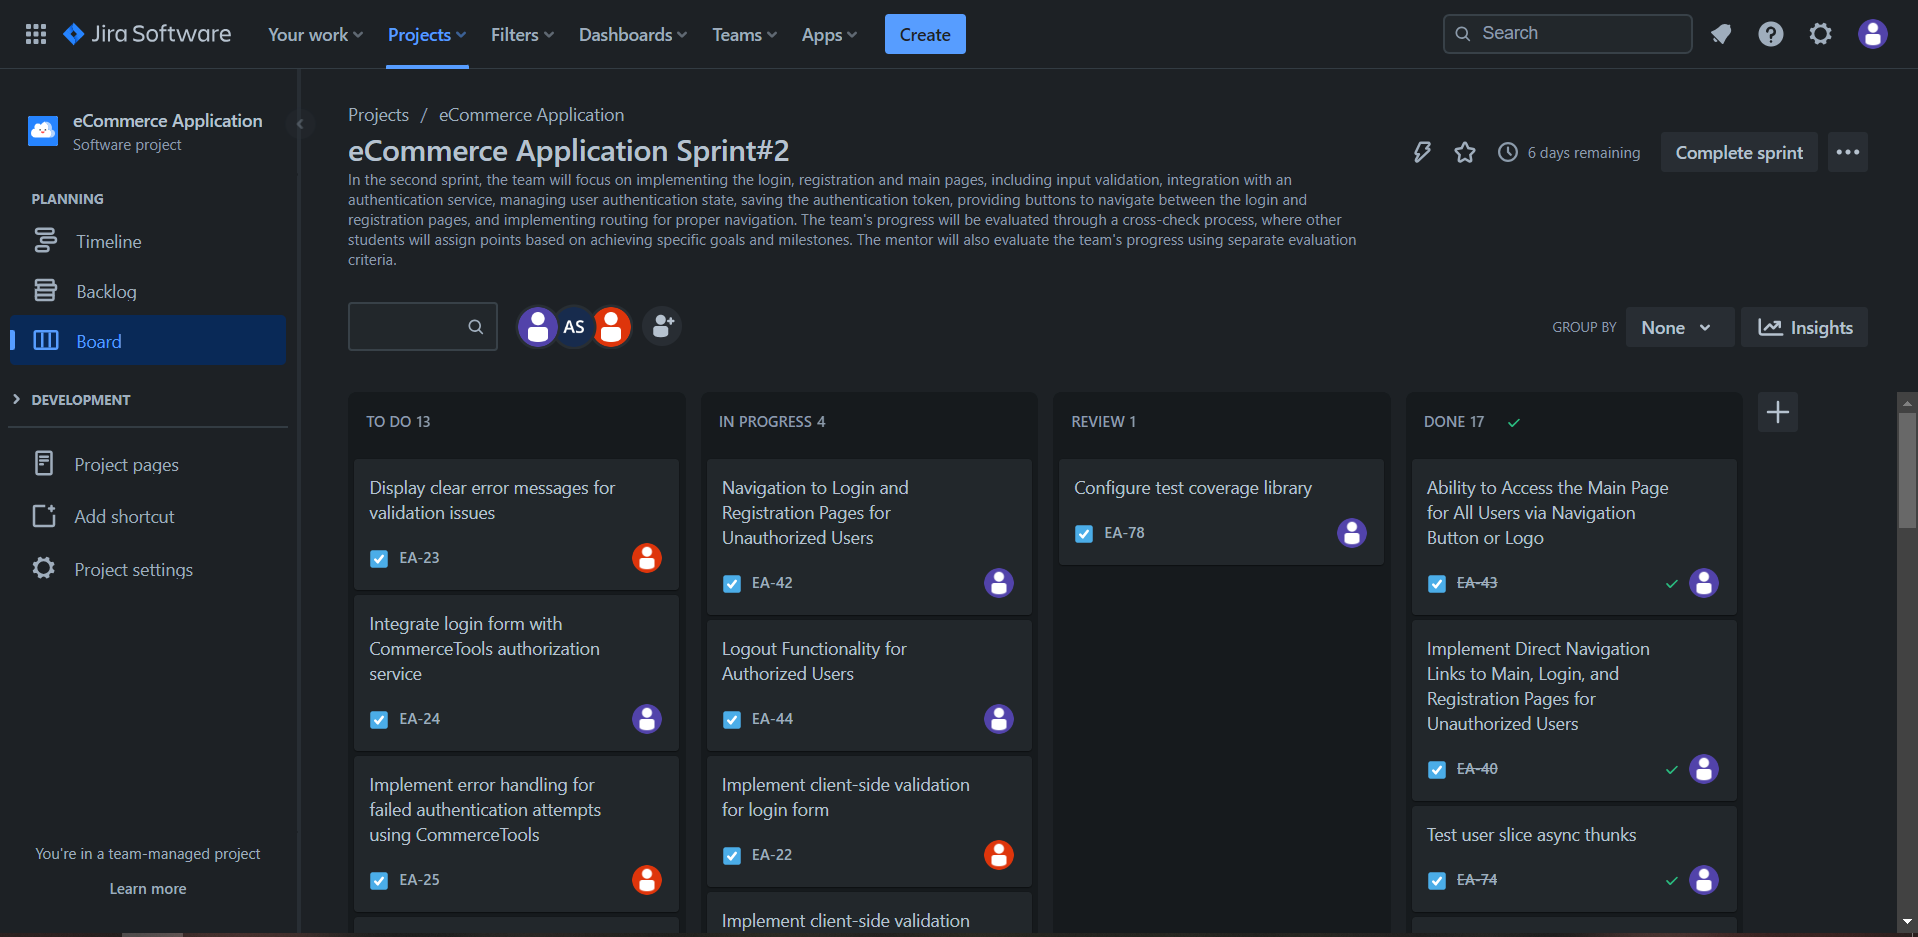 Jira Software
Your work
Projects
Filters
Dashboards
Teams
Apps
Create
Search
eCommerce Application
Software project
PLANNING
Timeline
Backlog
Board
DEVELOPMENT
Project pages
Add shortcut
Project settings
You're in a team-managed project
Learn more
Projects / eCommerce Application
eCommerce Application Sprint#2
In the second sprint, the team will focus on implementing the login, registration and main pages, including input validation, integration with an
authentication service, managing user authentication state, saving the authentication token, providing buttons to navigate between the login and
registration pages, and implementing routing for proper navigation. The team's progress will be evaluated through a cross-check process, where other
students will assign points based on achieving specific goals and milestones. The mentor will also evaluate the team's progress using separate evaluation
criteria.
6 days remaining
Complete sprint
AS
GROUP BY
None
Insights
TO DO 13
Display clear error messages for
validation issues
EA-23
Integrate login form with
CommerceTools authorization
service
EA-24
Implement error handling for
failed authentication attempts
using CommerceTools
EA-25
IN PROGRESS 4
Navigation to Login and
Registration Pages for
Unauthorized Users
EA-42
Logout Functionality for
Authorized Users
EA-44
Implement client-side validation
for login form
EA-22
Implement client-side validation
REVIEW 1
Configure test coverage library
EA-78
DONE 17
Ability to Access the Main Page
for All Users via Navigation
Button or Logo
EA-43
Implement Direct Navigation
Links to Main, Login, and
Registration Pages for
Unauthorized Users
EA-40
Test user slice async thunks
EA-74